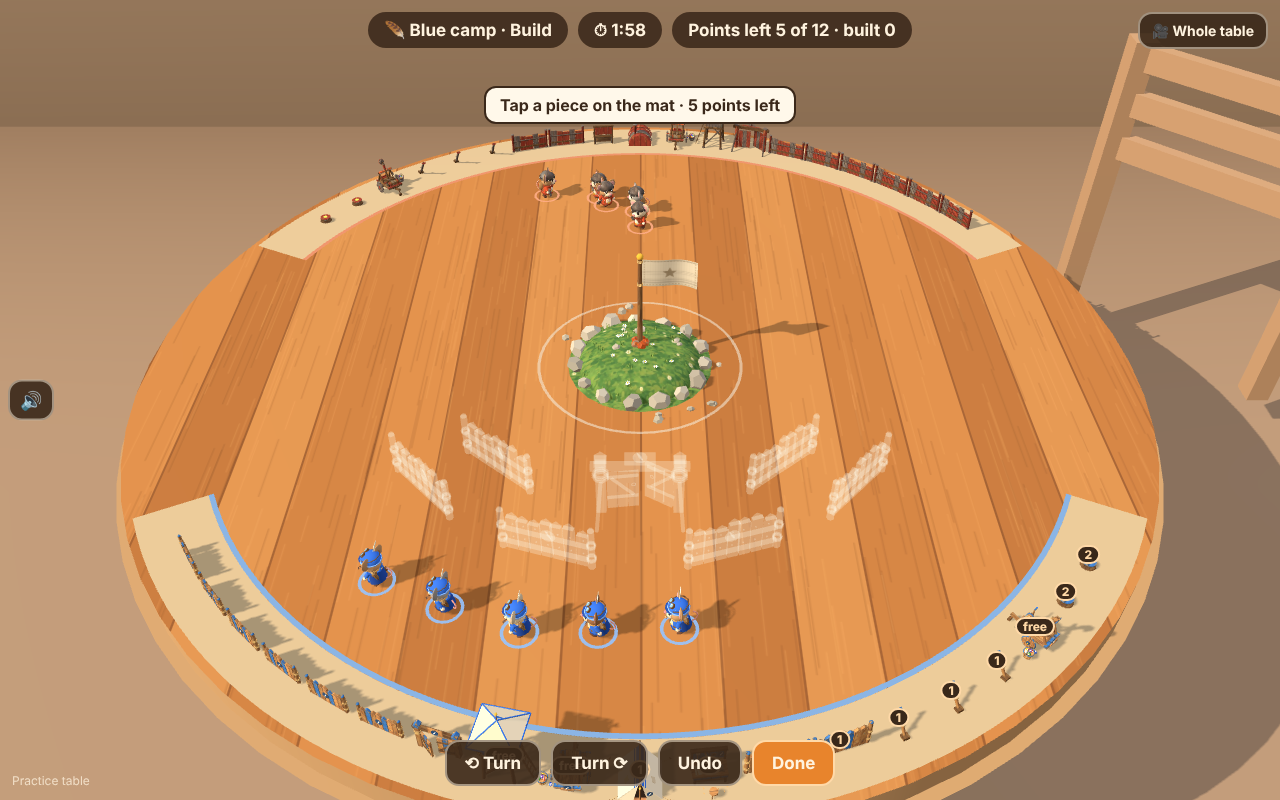 Blue camp · Build
1:58
Points left 5 of 12 · built 0
Whole table
Tap a piece on the mat · 5 points left
2
2
free
1
1
1
1
Turn
Turn
Undo
Done
Practice table